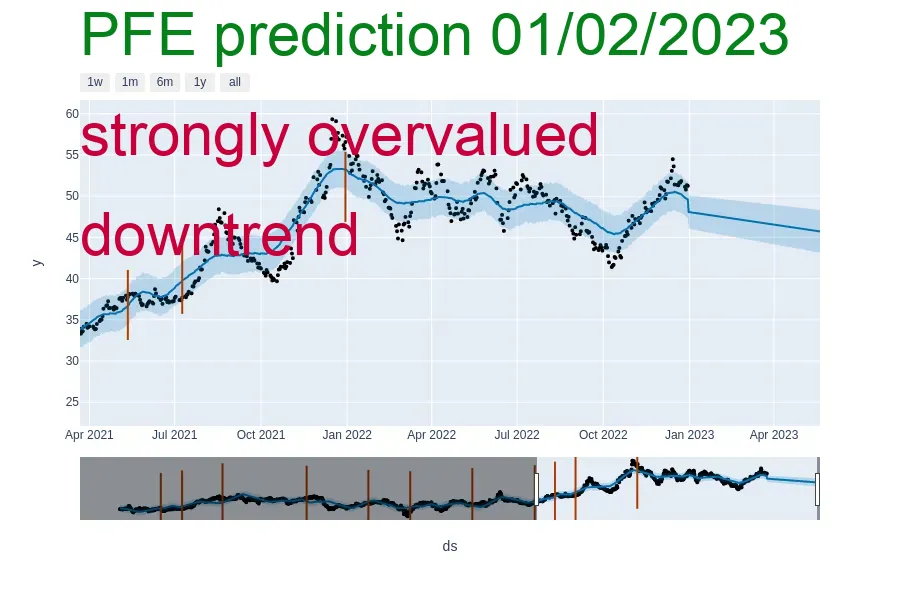 PFE prediction 01/02/2023
1w 1m 6m 1y all
60
strongly overvalued
55
50
45
downtrend
40
y
35
30
25
Apr 2021 Jul 2021 Oct 2021 Jan 2022 Apr 2022 Jul 2022 Oct 2022 Jan 2023 Apr 2023
ds